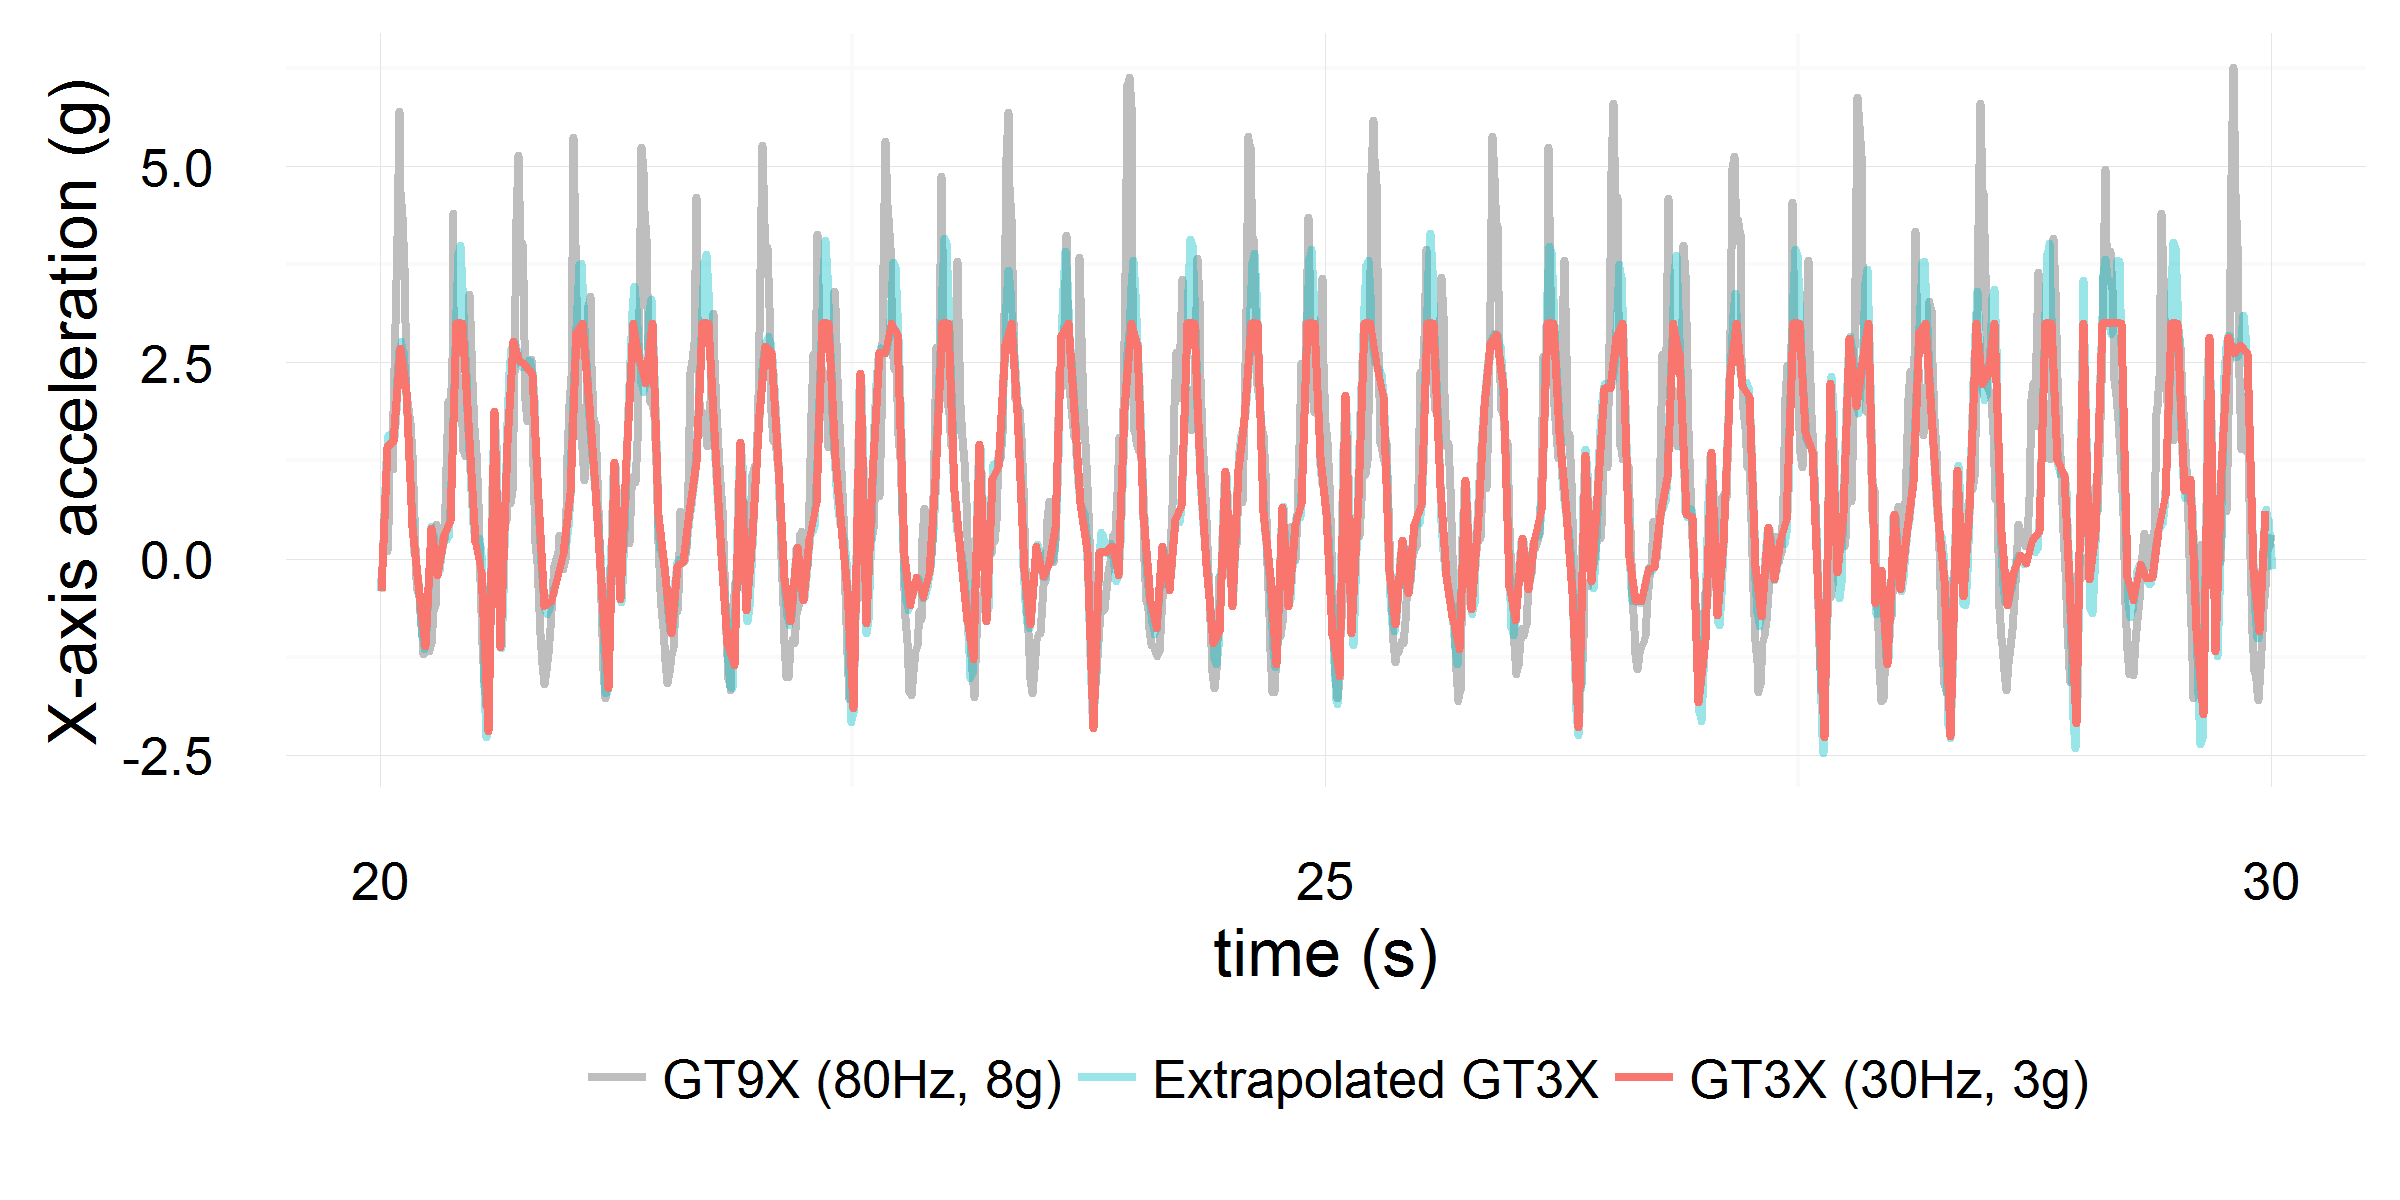 X-axis acceleration (g)
5.0
2.5
0.0
-2.5
20 25 30
time (s)
GT9X (80Hz, 8g) Extrapolated GT3X GT3X (30Hz, 3g)